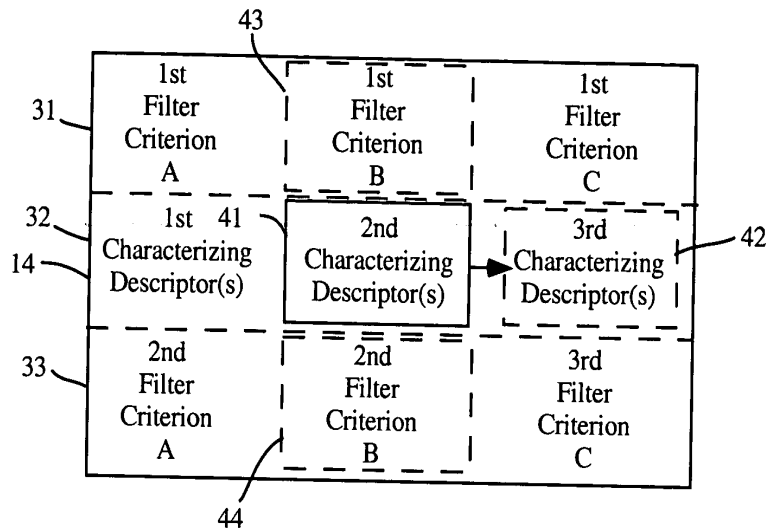 43
31
1st
Filter
Criterion
A
1st
Filter
Criterion
B
1st
Filter
Criterion
C
32
14
1st
Characterizing
Descriptor(s)
41
2nd
Characterizing
Descriptor(s)
3rd
Characterizing
Descriptor(s)
42
33
2nd
Filter
Criterion
A
2nd
Filter
Criterion
B
3rd
Filter
Criterion
C
44